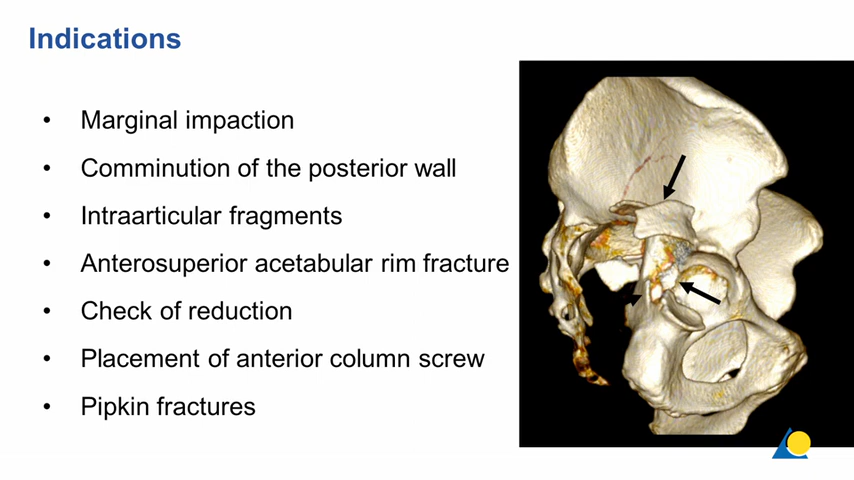 Indications
• Marginal impaction
• Comminution of the posterior wall
• Intraarticular fragments
• Anterosuperior acetabular rim fracture
• Check of reduction
• Placement of anterior column screw
• Pipkin fractures